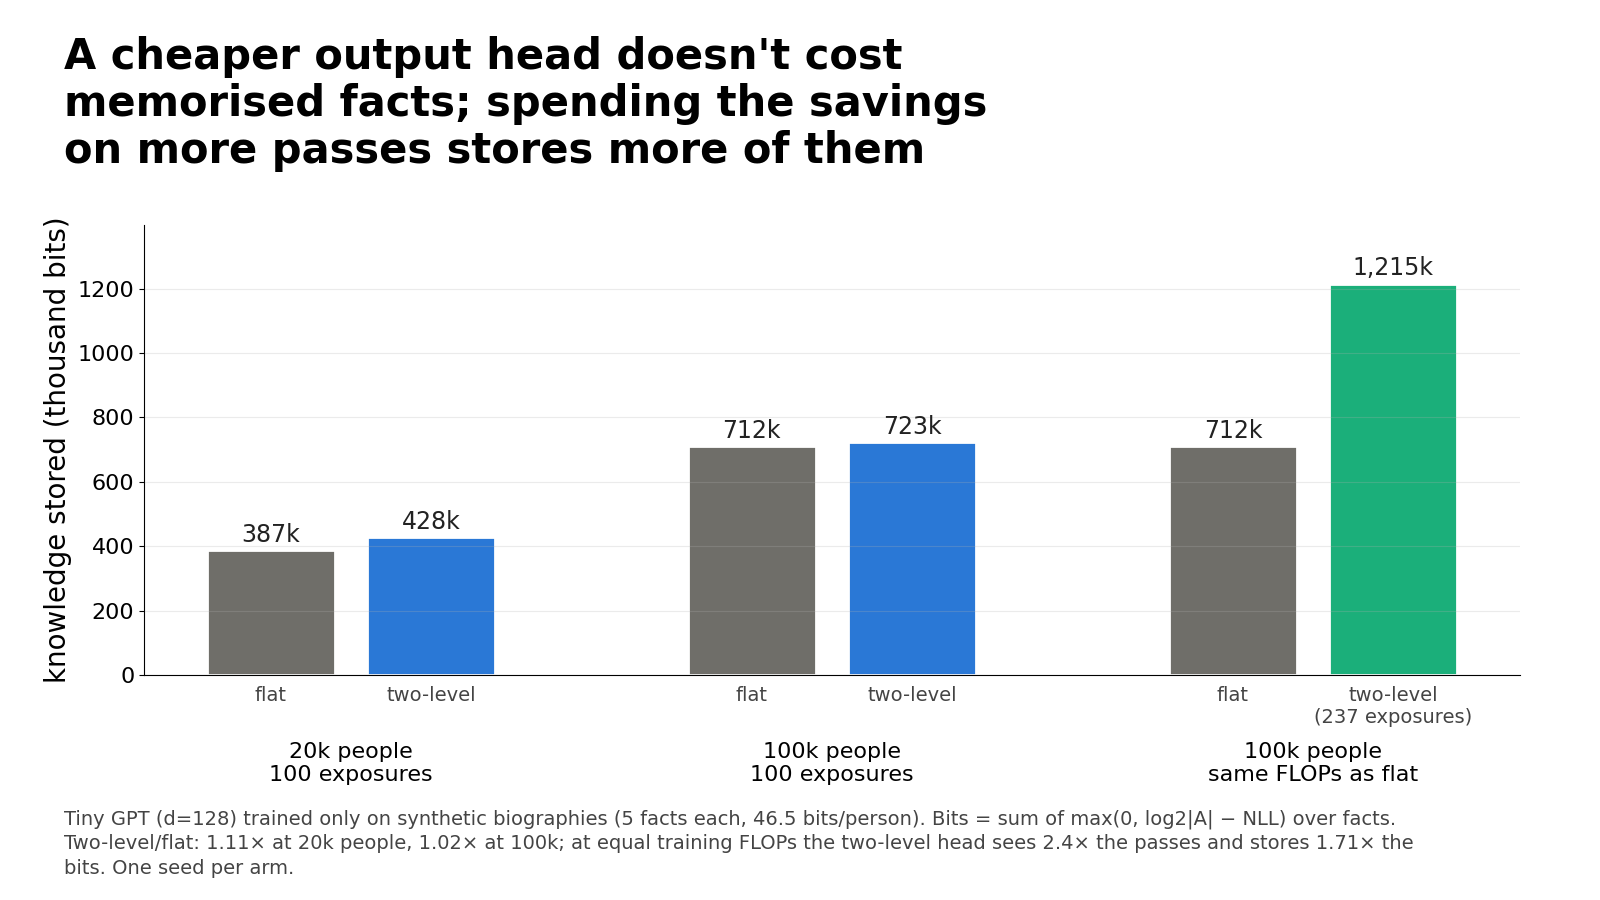 A cheaper output head doesn't cost
memorised facts; spending the savings
on more passes stores more of them
knowledge stored (thousand bits)
1200
1000
800
600
400
200
0
387k
428k
712k
723k
712k
1,215k
flat
two-level
flat
two-level
flat
two-level
(237 exposures)
20k people
100 exposures
100k people
100 exposures
100k people
same FLOPs as flat
Tiny GPT (d=128) trained only on synthetic biographies (5 facts each, 46.5 bits/person). Bits = sum of max(0, log2|A| − NLL) over facts.
Two-level/flat: 1.11× at 20k people, 1.02× at 100k; at equal training FLOPs the two-level head sees 2.4× the passes and stores 1.71× the
bits. One seed per arm.